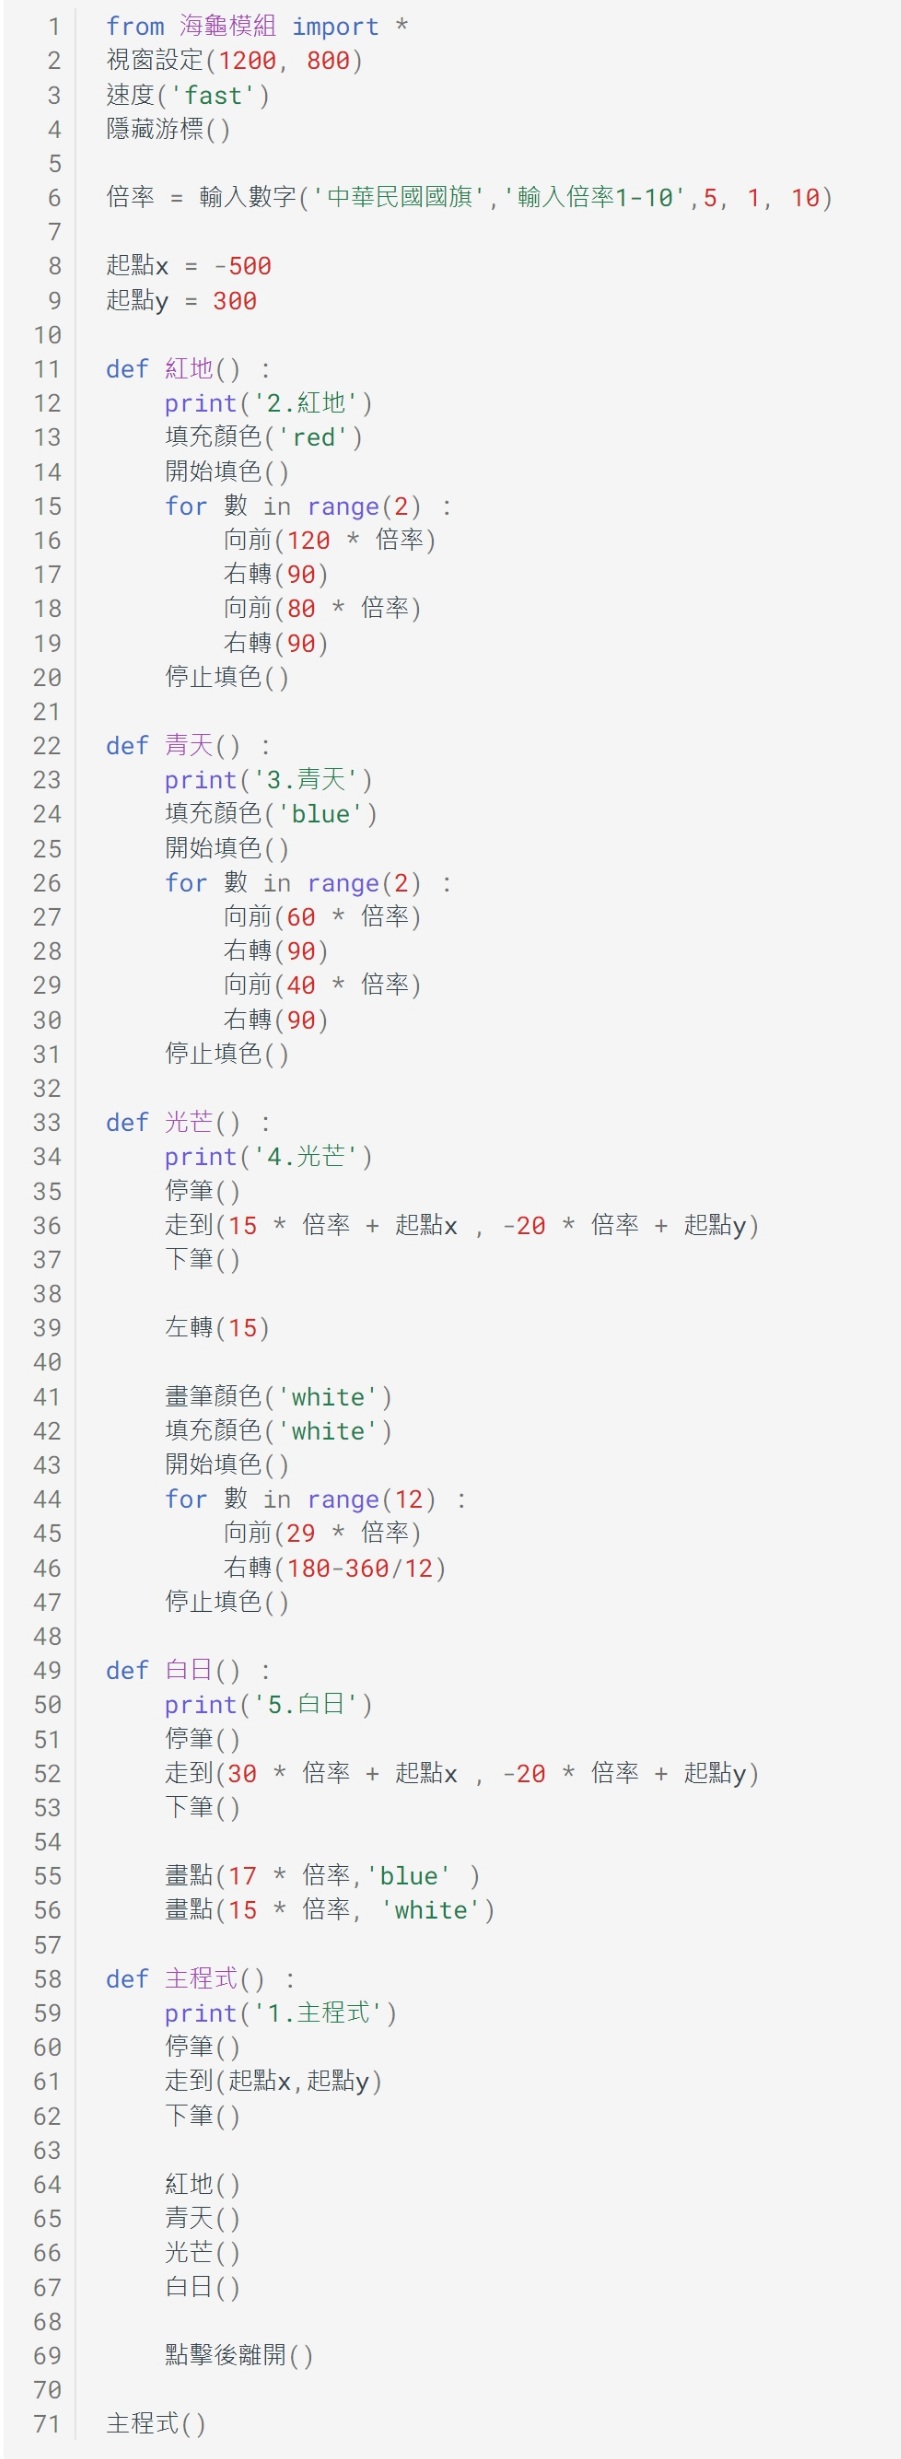 1 from 海龜模組 import *
2 視窗設定(1200, 800)
3 速度('fast')
4 隱藏游標()
5
6 倍率 = 輸入數字('中華民國國旗','輸入倍率1-10',5, 1, 10)
7
8 起點x = -500
9 起點y = 300
10
11 def 紅地() :
12     print('2.紅地')
13     填充顏色('red')
14     開始填色()
15     for 數 in range(2) :
16         向前(120 * 倍率)
17         右轉(90)
18         向前(80 * 倍率)
19         右轉(90)
20     停止填色()
21
22 def 青天() :
23     print('3.青天')
24     填充顏色('blue')
25     開始填色()
26     for 數 in range(2) :
27         向前(60 * 倍率)
28         右轉(90)
29         向前(40 * 倍率)
30         右轉(90)
31     停止填色()
32
33 def 光芒() :
34     print('4.光芒')
35     停筆()
36     走到(15 * 倍率 + 起點x , -20 * 倍率 + 起點y)
37     下筆()
38
39     左轉(15)
40
41     畫筆顏色('white')
42     填充顏色('white')
43     開始填色()
44     for 數 in range(12) :
45         向前(29 * 倍率)
46         右轉(180-360/12)
47     停止填色()
48
49 def 白日() :
50     print('5.白日')
51     停筆()
52     走到(30 * 倍率 + 起點x , -20 * 倍率 + 起點y)
53     下筆()
54
55     畫點(17 * 倍率,'blue' )
56     畫點(15 * 倍率, 'white')
57
58 def 主程式() :
59     print('1.主程式')
60     停筆()
61     走到(起點x,起點y)
62     下筆()
63
64     紅地()
65     青天()
66     光芒()
67     白日()
68
69     點擊後離開()
70
71 主程式()